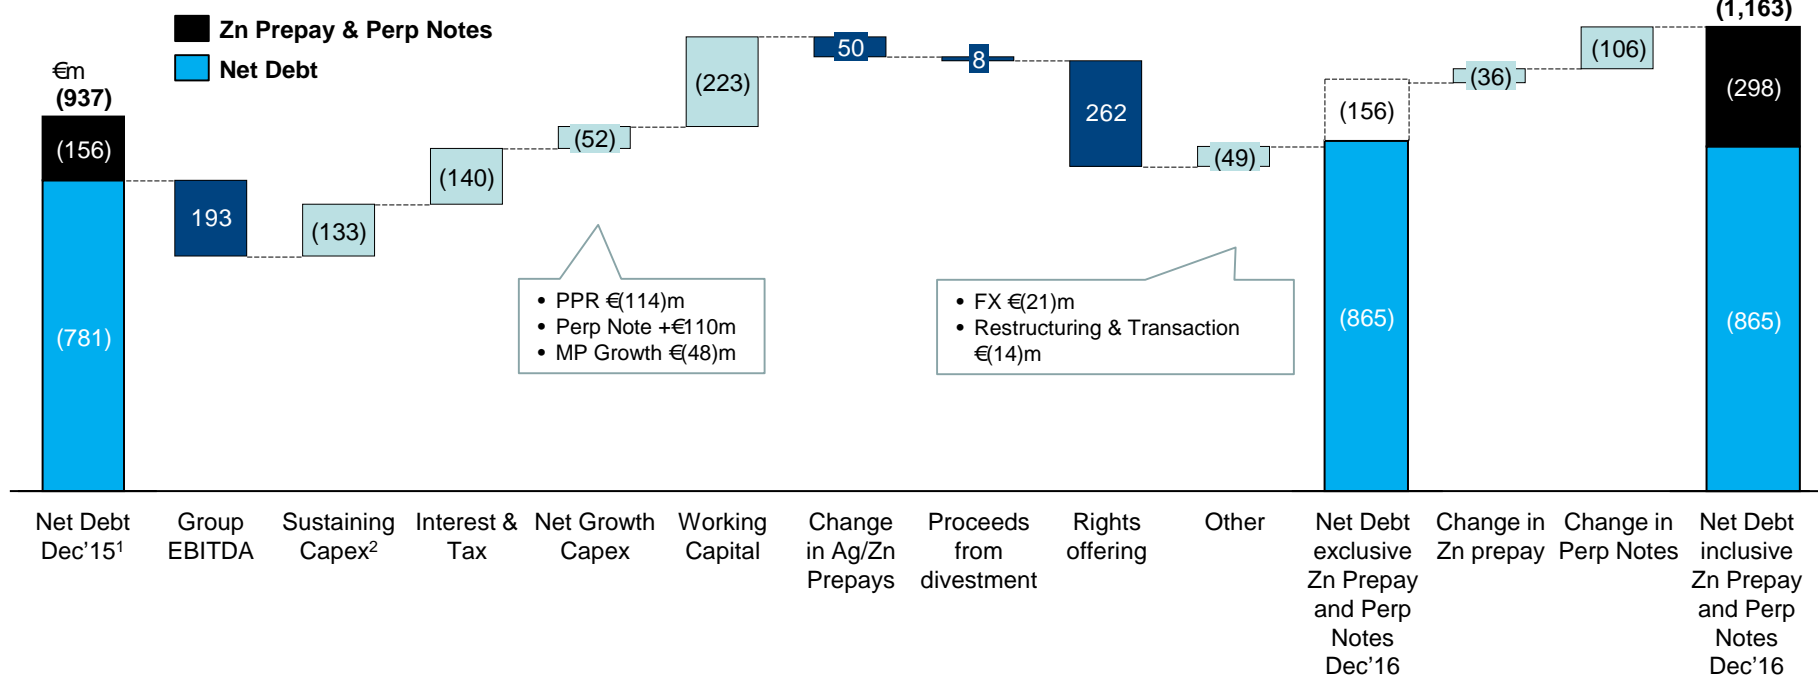 Zn Prepay & Perp Notes
Net Debt
€m
(937)
(156)
(781)
193
(133)
(140)
(52)
(223)
50
8
262
(49)
(156)
(865)
(36)
(106)
(1,163)
(298)
(865)
• PPR €(114)m
• Perp Note +€110m
• MP Growth €(48)m
• FX €(21)m
• Restructuring & Transaction
€(14)m
Net Debt
Dec'15¹
Group
EBITDA
Sustaining
Capex²
Interest &
Tax
Net Growth
Capex
Working
Capital
Change
in Ag/Zn
Prepays
Proceeds
from
divestment
Rights
offering
Other
Net Debt
exclusive
Zn Prepay
and Perp
Notes
Dec'16
Change in
Zn prepay
Change in
Perp Notes
Net Debt
inclusive
Zn Prepay
and Perp
Notes
Dec'16